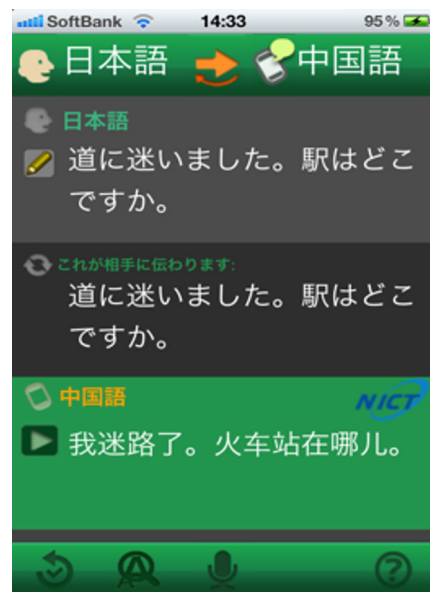 SoftBank 14:33 95%
日本語 中国語
日本語
道に迷いました。駅はどこ
ですか。
これが相手に伝わります:
道に迷いました。駅はどこ
ですか。
中国語
NICT
我迷路了。火车站在哪儿。